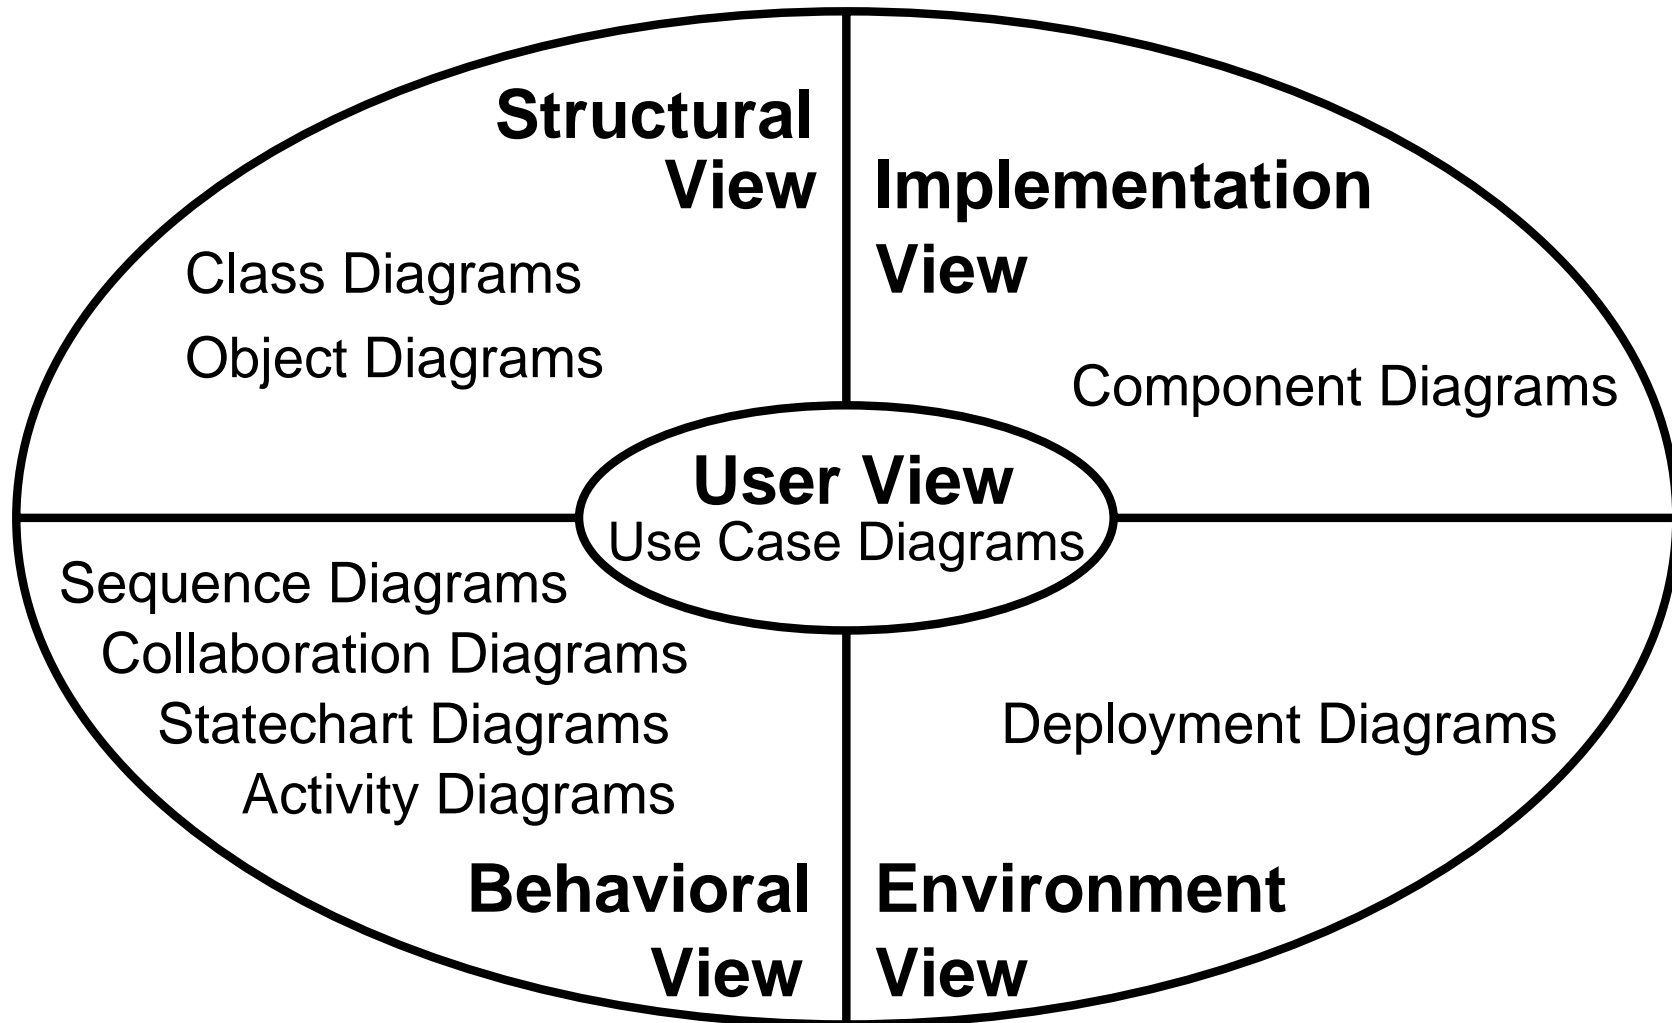 Structural
View
Class Diagrams
Object Diagrams
Implementation
View
Component Diagrams
User View
Use Case Diagrams
Sequence Diagrams
Collaboration Diagrams
Statechart Diagrams
Activity Diagrams
Behavioral
View
Deployment Diagrams
Environment
View